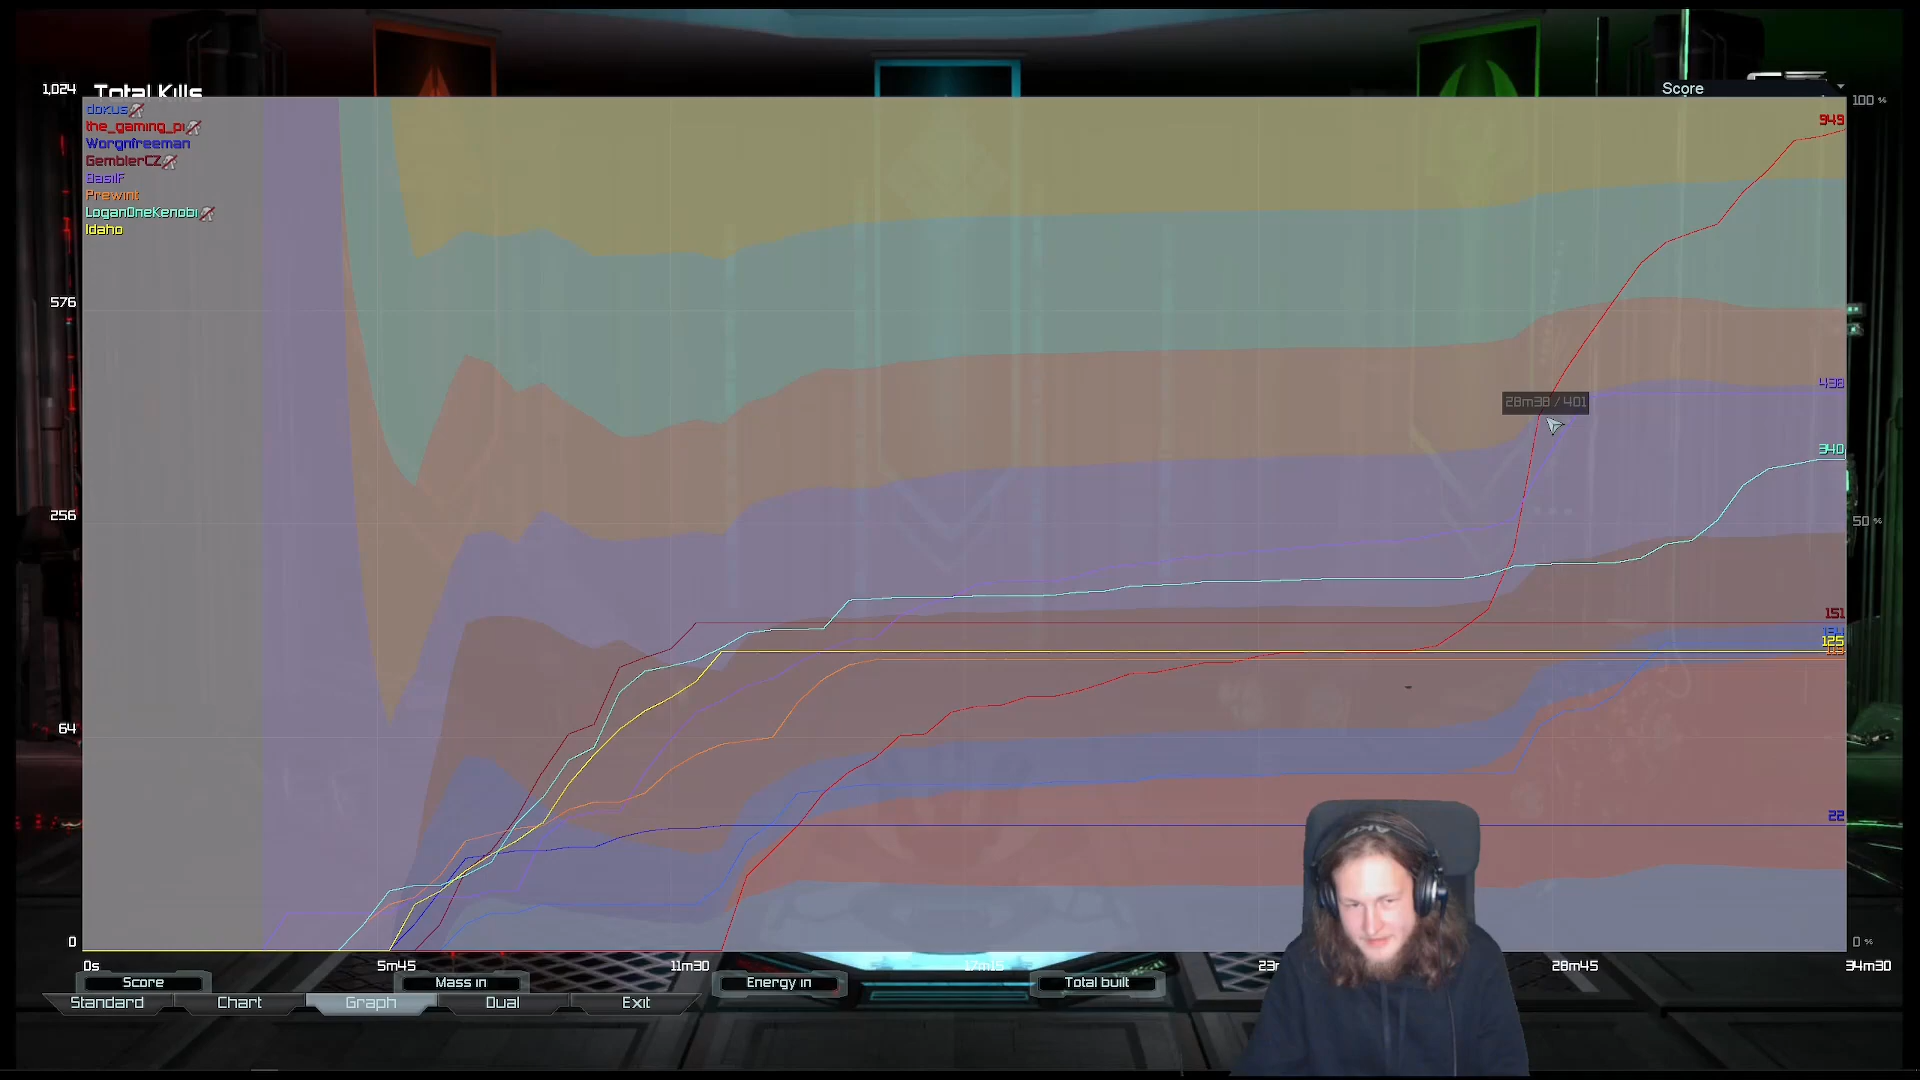 1,024
Total Kills
Score
100 %
dokus
the_gaming_pi
Worgnfreeman
GemblerCZ
BasilF
Prewint
LoganOneKenobi
Idaho
949
576
438
28m38 / 401
340
256
50 %
151
125
64
22
0
0 %
0s
5m45
11m30
17m15
28m45
34m30
Score
Mass in
Energy in
Total built
Standard
Chart
Graph
Dual
Exit